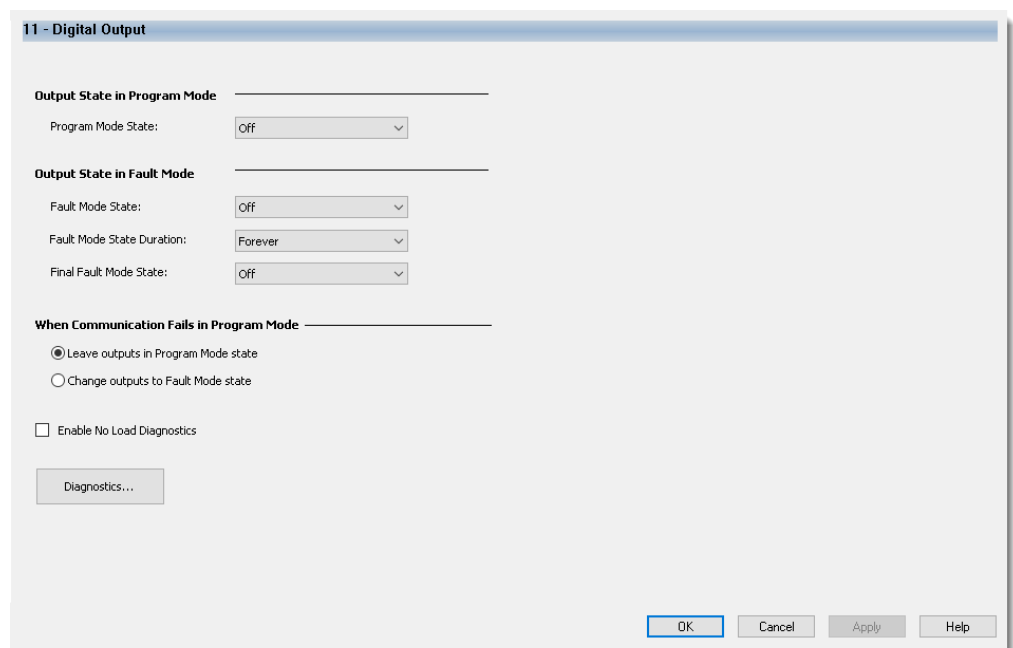 11 - Digital Output
Output State in Program Mode
Program Mode State: Off
Output State in Fault Mode
Fault Mode State: Off
Fault Mode State Duration: Forever
Final Fault Mode State: Off
When Communication Fails in Program Mode
Leave outputs in Program Mode state
Change outputs to Fault Mode state
Enable No Load Diagnostics
Diagnostics...
OK Cancel Apply Help